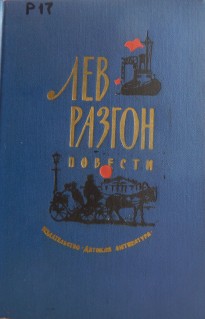 Р17
ЛЕВ
РАЗГОН
ПОВЕСТИ
ИЗДАТЕЛЬСТВО «ДЕТСКАЯ ЛИТЕРАТУРА»